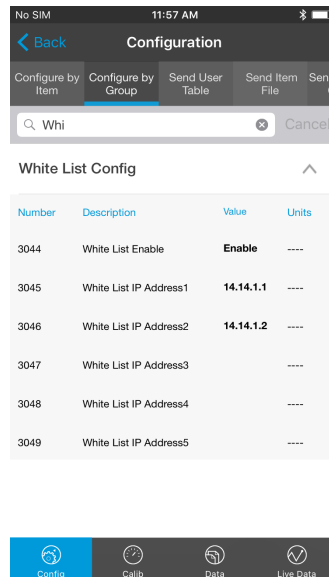 No SIM 11:57 AM
Back Configuration
Configure by Item Configure by Group Send User Table Send Item File
Whi Cancel
White List Config
Number Description Value Units
3044 White List Enable Enable ----
3045 White List IP Address1 14.14.1.1 ----
3046 White List IP Address2 14.14.1.2 ----
3047 White List IP Address3 ----
3048 White List IP Address4 ----
3049 White List IP Address5 ----
Config Calib Data Live Data